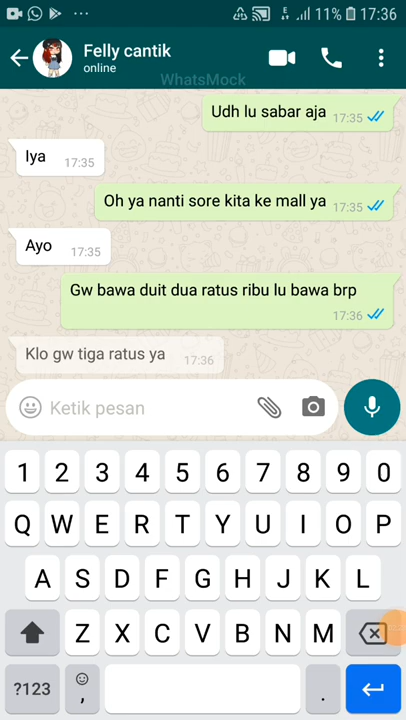 11% 17:36
Felly cantik
online
WhatsMock
Udh lu sabar aja 17:35
Iya 17:35
Oh ya nanti sore kita ke mall ya 17:35
Ayo 17:35
Gw bawa duit dua ratus ribu lu bawa brp
17:36
Klo gw tiga ratus ya 17:36
Ketik pesan
1 2 3 4 5 6 7 8 9 0
Q W E R T Y U I O P
A S D F G H J K L
Z X C V B N M
?123 , .